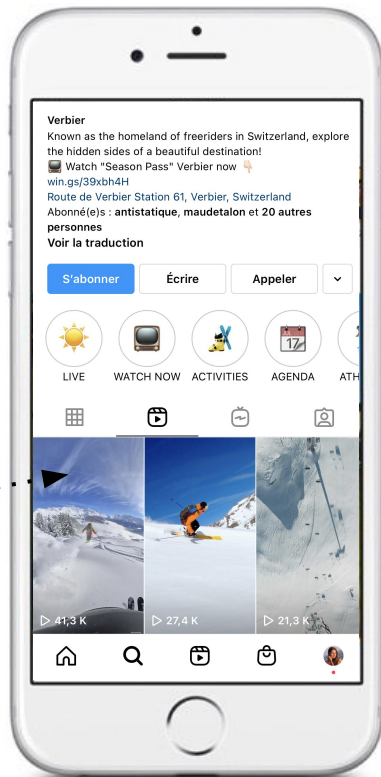 Verbier
Known as the homeland of freeriders in Switzerland, explore
the hidden sides of a beautiful destination!
📺 Watch "Season Pass" Verbier now 👇🏻
win.gs/39xbh4H
Route de Verbier Station 61, Verbier, Switzerland
Abonné(e)s : antistatique, maudetalon et 20 autres
personnes
Voir la traduction
S'abonner Écrire Appeler
17
LIVE WATCH NOW ACTIVITIES AGENDA ATH
41,3 K 27,4 K 21,3 K